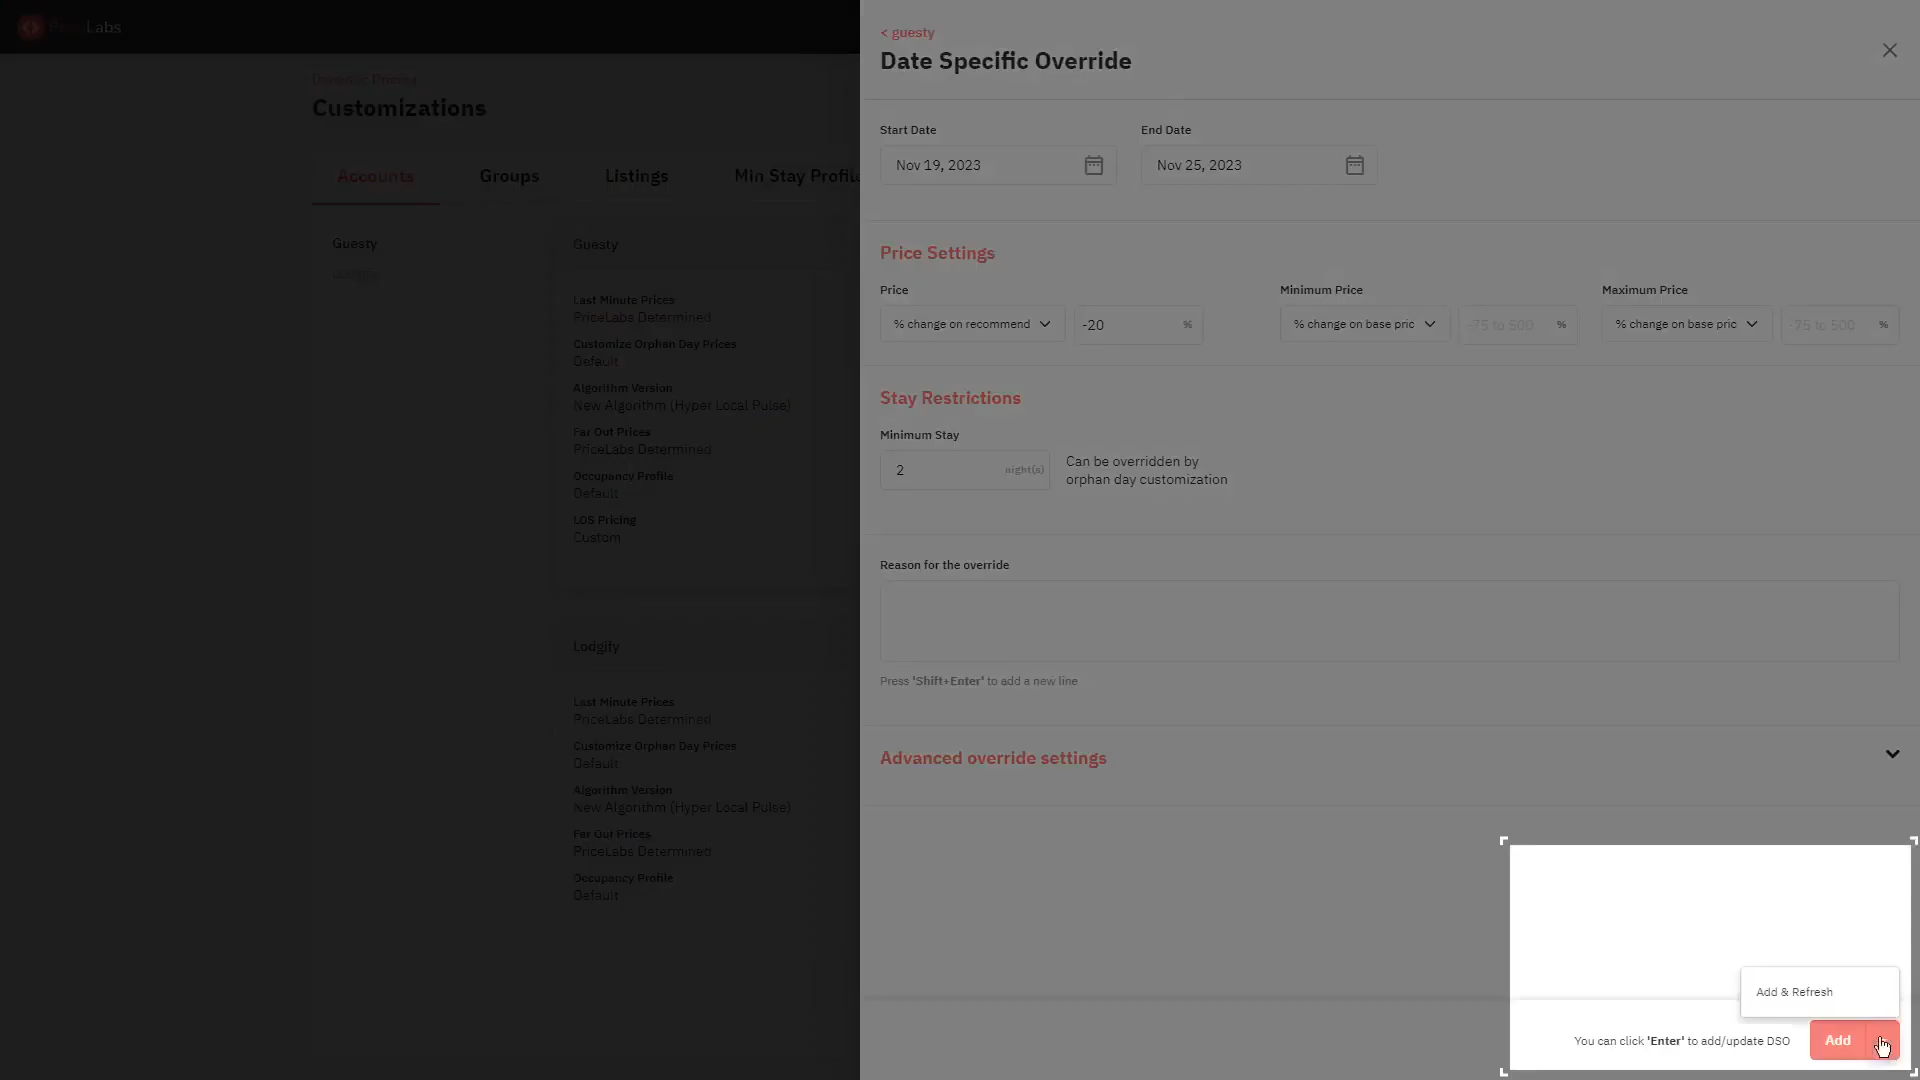 Labs
Dynamic Pricing
Customizations
Accounts
Groups
Listings
Min Stay Profile
Guesty
Guesty
Last Minute Prices
PriceLabs Determined
Customize Orphan Day Prices
Default
Algorithm Version
New Algorithm (Hyper Local Pulse)
Far Out Prices
PriceLabs Determined
Occupancy Profile
Default
LOS Pricing
Custom
Lodgify
Last Minute Prices
PriceLabs Determined
Customize Orphan Day Prices
Default
Algorithm Version
New Algorithm (Hyper Local Pulse)
Far Out Prices
PriceLabs Determined
Occupancy Profile
Default
< guesty
Date Specific Override
Start Date
End Date
Nov 19, 2023
Nov 25, 2023
Price Settings
Price
Minimum Price
Maximum Price
% change on recommend
-20
%
% change on base pric
-75 to 500
%
% change on base pric
-75 to 500
%
Stay Restrictions
Minimum Stay
2
night(s)
Can be overridden by
orphan day customization
Reason for the override
Press 'Shift+Enter' to add a new line
Advanced override settings
Add & Refresh
You can click 'Enter' to add/update DSO
Add